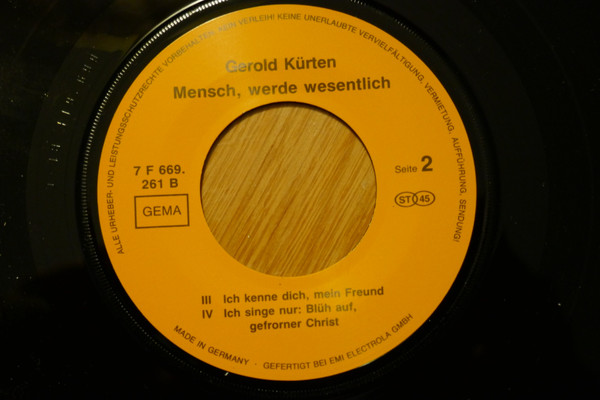 ALLE URHEBER- UND LEISTUNGSSCHUTZRECHTE VORBEHALTEN. KEIN VERLEIH! KEINE UNERLAUBTE VERVIELFÄLTIGUNG, VERMIETUNG, AUFFÜHRUNG, SENDUNG!
Gerold Kürten
Mensch, werde wesentlich
7 F 669.
261 B
GEMA
Seite 2
ST 45
III Ich kenne dich, mein Freund
IV Ich singe nur: Blüh auf,
gefrorner Christ
MADE IN GERMANY · GEFERTIGT BEI EMI ELECTROLA GMBH